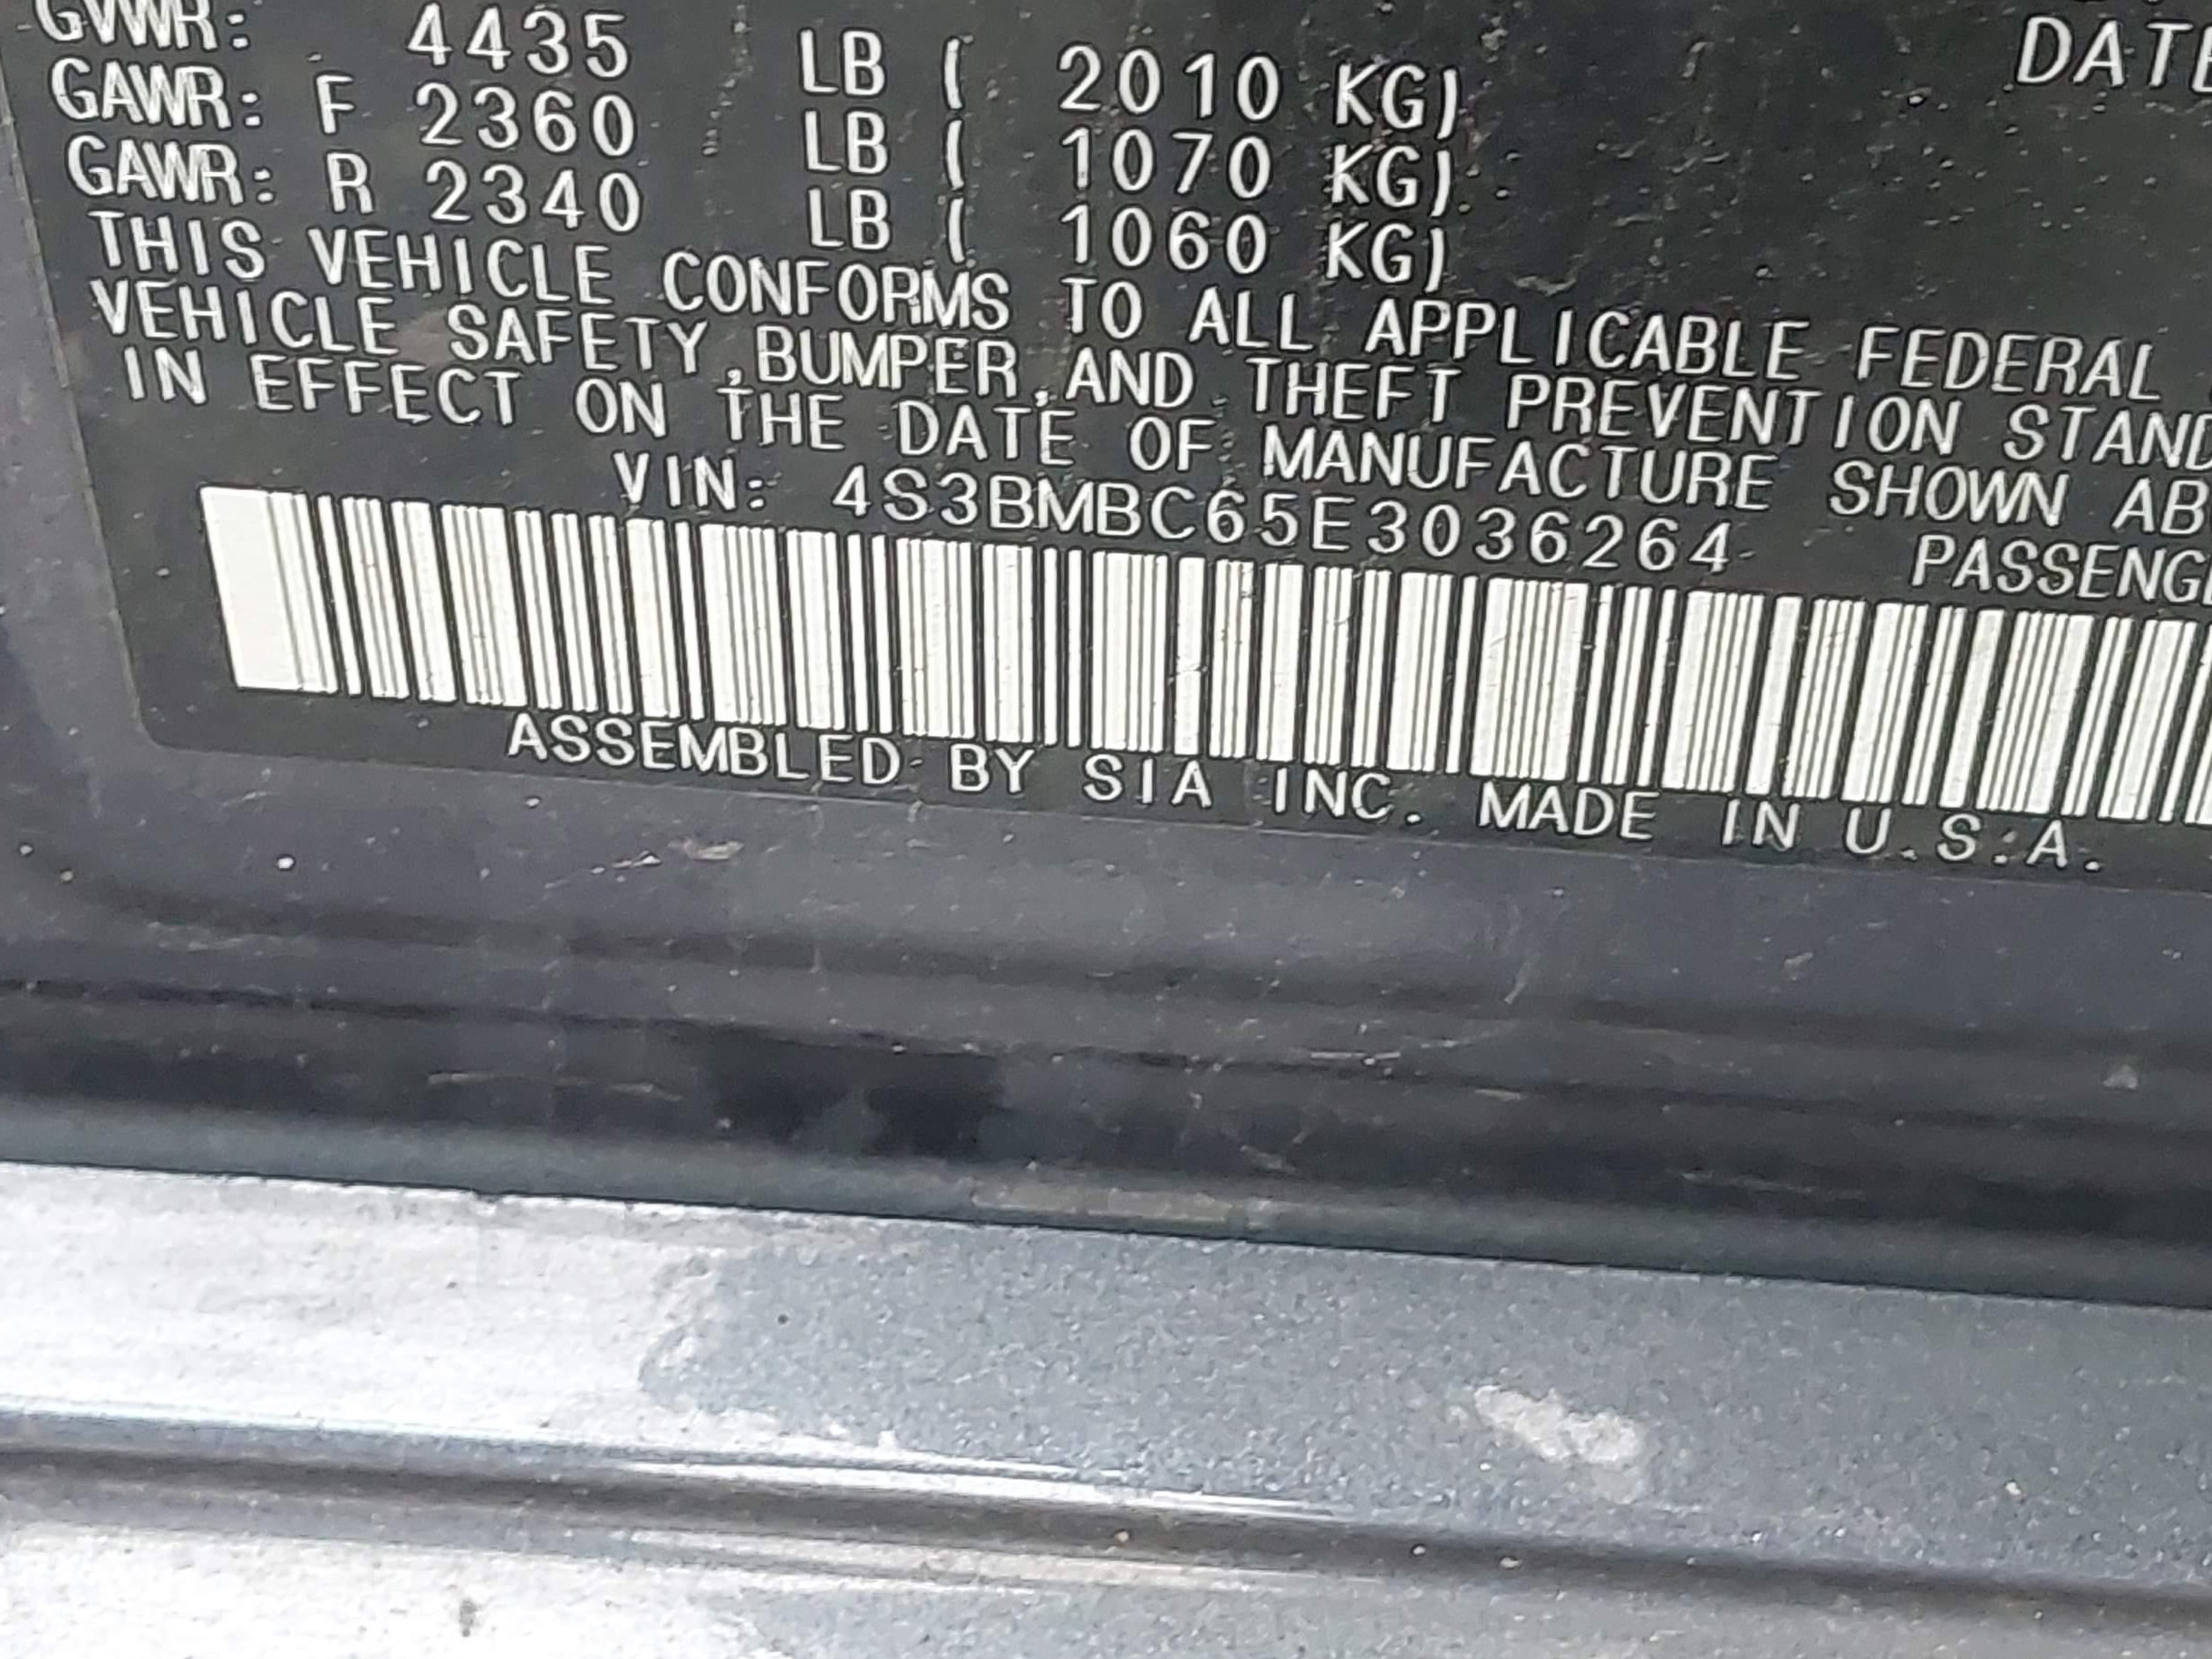 GVWR: 4435 LB ( 2010 KG)
DATE
GAWR: F 2360 LB ( 1070 KG)
GAWR: R 2340 LB ( 1060 KG)
THIS VEHICLE CONFORMS TO ALL APPLICABLE FEDERAL
VEHICLE SAFETY,BUMPER,AND THEFT PREVENTION STAND
IN EFFECT ON THE DATE OF MANUFACTURE SHOWN AB
VIN: 4S3BMBC65E3036264 PASSENG
ASSEMBLED BY SIA INC. MADE IN U.S.A.